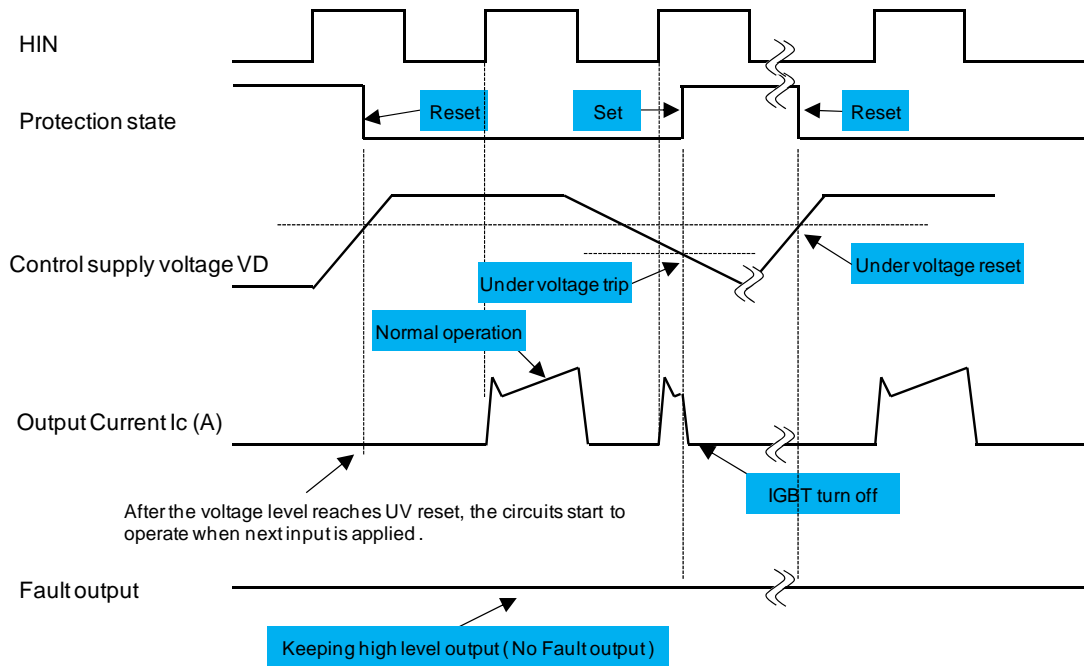 HIN
Protection state
Reset
Set
Reset
Control supply voltage VD
Under voltage trip
Under voltage reset
Normal operation
Output Current Ic (A)
IGBT turn off
After the voltage level reaches UV reset, the circuits start to
operate when next input is applied .
Fault output
Keeping high level output ( No Fault output )